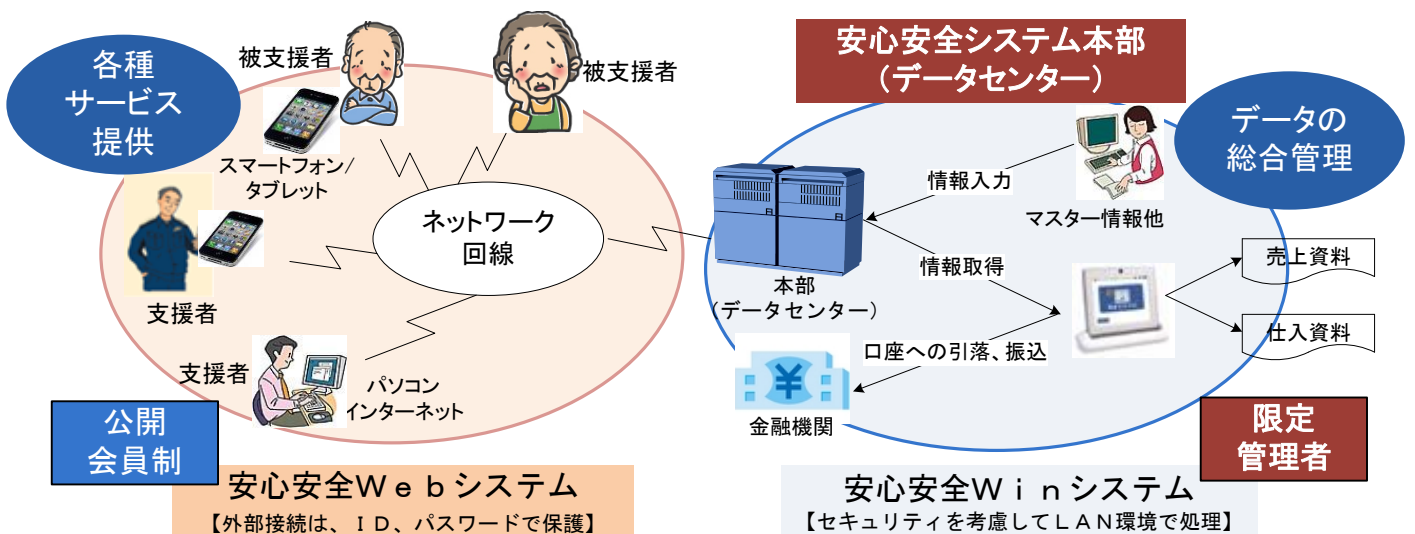 各種
サービス
提供
被支援者
被支援者
スマートフォン/
タブレット
支援者
ネットワーク
回線
支援者
パソコン
インターネット
公開
会員制
安心安全Ｗｅｂシステム
【外部接続は、ＩＤ、パスワードで保護】
安心安全システム本部
（データセンター）
データの
総合管理
情報入力
マスター情報他
本部
（データセンター）
情報取得
売上資料
仕入資料
口座への引落、振込
金融機関
限定
管理者
安心安全Ｗｉｎシステム
【セキュリティを考慮してＬＡＮ環境で処理】